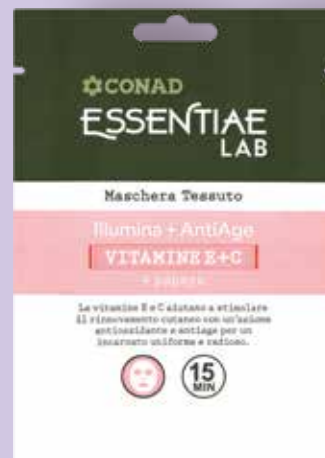 CONAD
ESSENTIAE
LAB
Maschera Tessuto
Illumina + AntiAge
VITAMINE E+C
+ papaya
Le vitamine E e C aiutano a stimolare
il rinnovamento cutaneo con un'azione
antiossidante e antiage per un
incarnato uniforme e radioso.
15
MIN